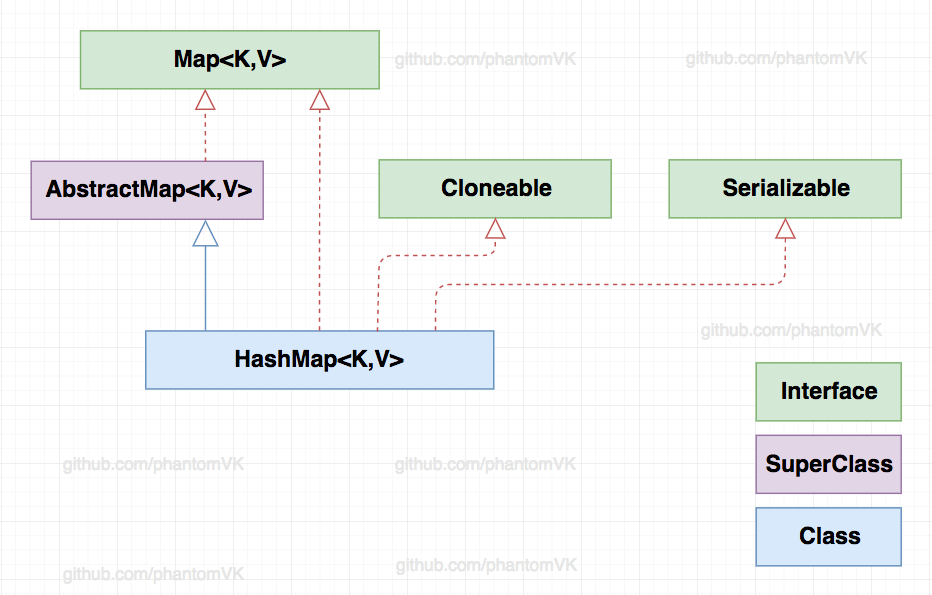 Map<K,V>
github.com/phantomVK
github.com/phantomVK
AbstractMap<K,V>
Cloneable
Serializable
github.com/phantomVK
HashMap<K,V>
Interface
github.com/phantomVK
github.com/phantomVK
SuperClass
Class
github.com/phantomVK
github.com/phantomVK